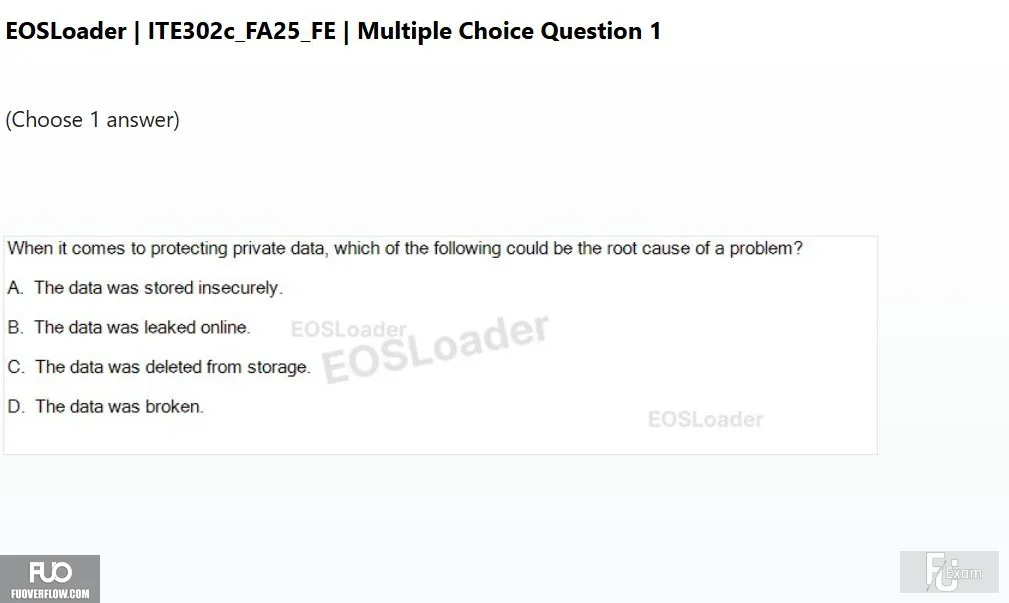 EOSLoader | ITE302c_FA25_FE | Multiple Choice Question 1
(Choose 1 answer)
When it comes to protecting private data, which of the following could be the root cause of a problem?
A. The data was stored insecurely.
B. The data was leaked online.
EOSLoader
EOSLoader
C. The data was deleted from storage.
D. The data was broken.
EOSLoader
FUO
FUOVERFLOW.COM
FU Exam